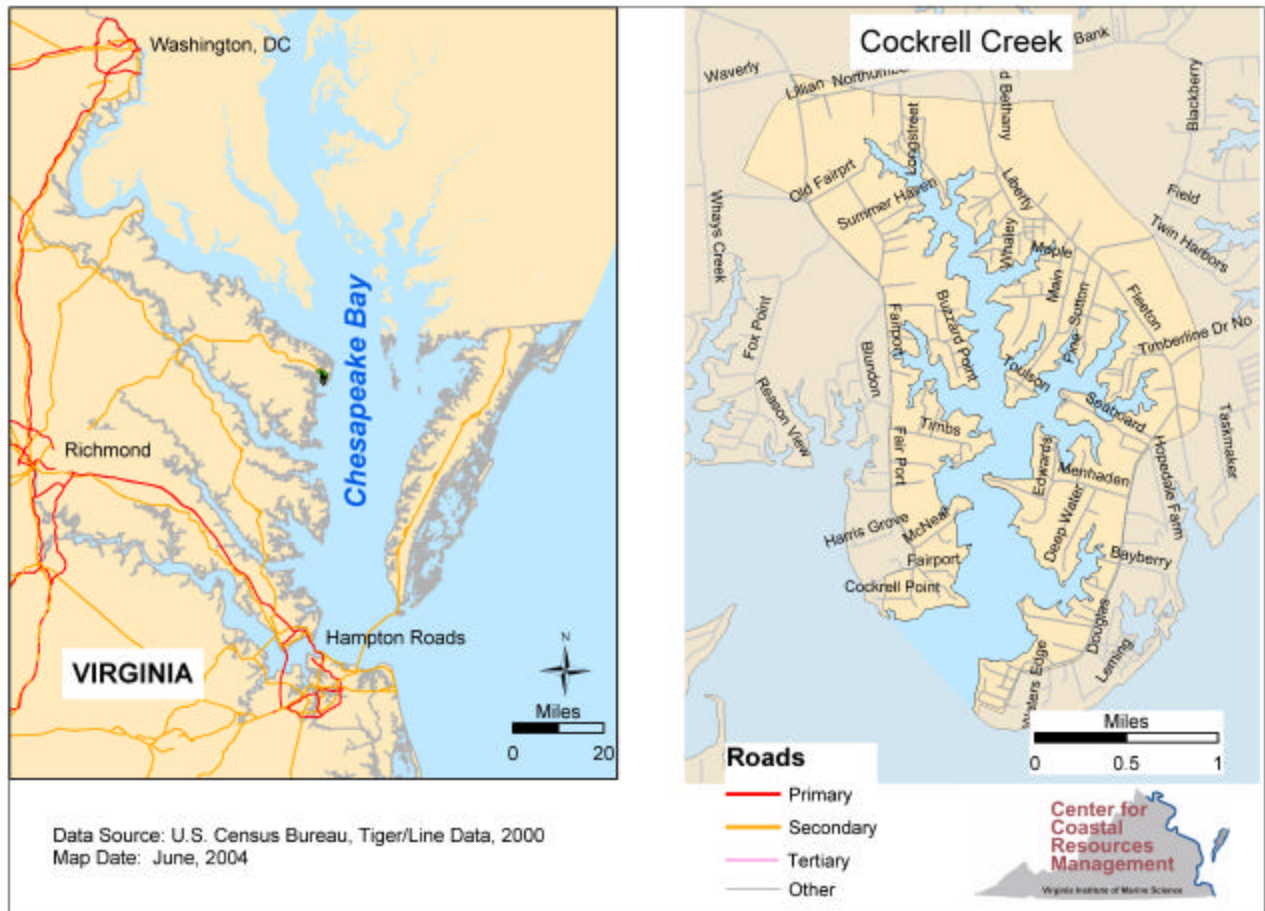 Washington, DC
Chesapeake Bay
Richmond
Hampton Roads
VIRGINIA
N
Miles
0 20
Data Source: U.S. Census Bureau, Tiger/Line Data, 2000
Map Date: June, 2004
Cockrell Creek
Bank
Waverly
Lillian Northumbe
d Bethany
Blackberry
Longstreet
Old Fairprt
Summer Haven
Liberty
Field
Twin Harbors
Whays Creek
Whaley
Maple
Main
Pine
Sutton
Fleeton
Fox Point
Fairport
Buzzard Point
Timberline Dr No
Blundon
Toulson
Reason View
Seaboard
Taskmaker
Timbs
Fair Port
Edwards
Menhaden
Hopedale Farm
Harris Grove
McNeal
Deep Water
Fairport
Bayberry
Cockrell Point
Douglas
Leming
Waters Edge
Miles
0 0.5 1
Roads
Primary
Secondary
Tertiary
Other
Center for
Coastal
Resources
Management
Virginia Institute of Marine Science